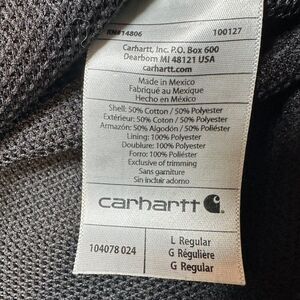 RN#14806 100127
Carhartt, Inc. P.O. Box 600
Dearborn MI 48121 USA
carhartt.com
Made in Mexico
Fabriqué au Mexique
Hecho en México
Shell: 50% Cotton / 50% Polyester
Extérieur: 50% Coton / 50% Polyester
Armazón: 50% Algodón / 50% Poliéster
Lining: 100% Polyester
Doublure: 100% Polyester
Forro: 100% Poliéster
Exclusive of trimming
Sans garniture
Sin incluir adorno
carhartt
104078 024
L Regular
G Régulière
G Regular